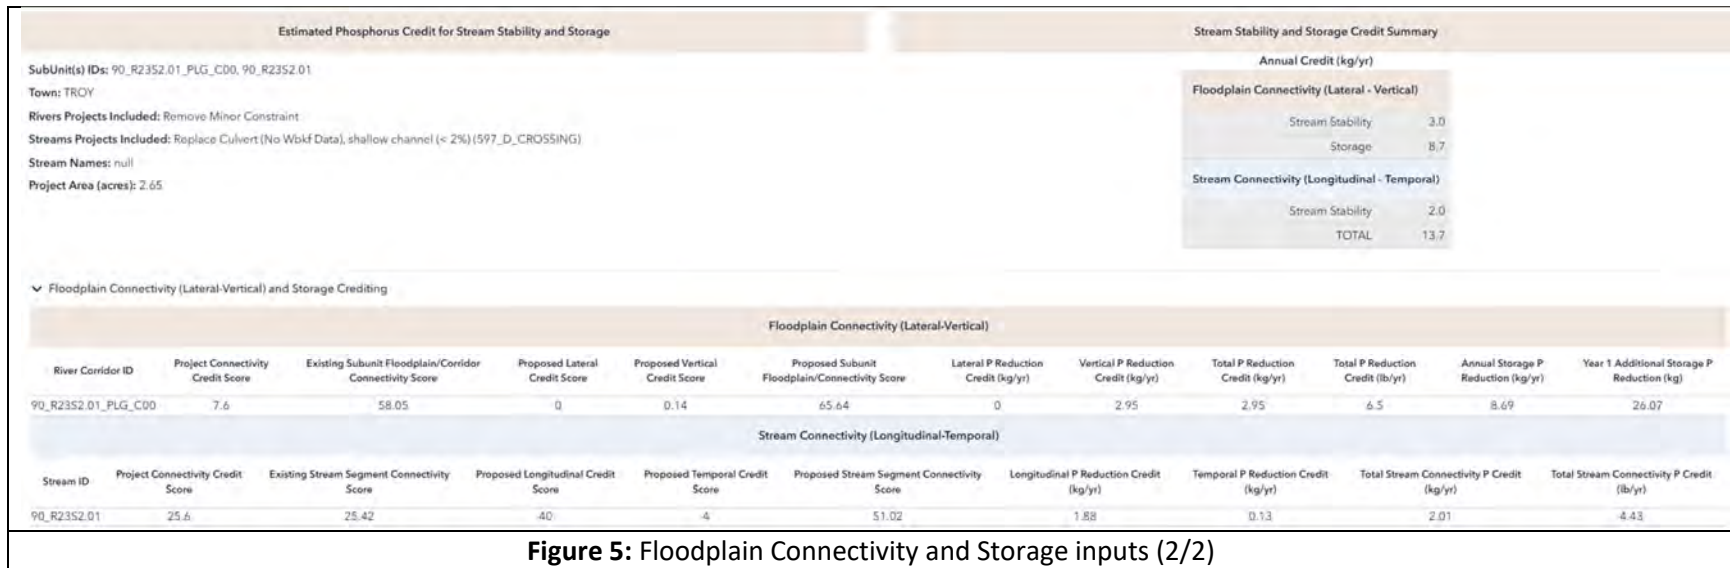 Estimated Phosphorus Credit for Stream Stability and Storage
SubUnit(s) IDs: 90_R23S2.01_PLG_C00, 90_R23S2.01
Town: TROY
Rivers Projects Included: Remove Minor Constraint
Streams Projects Included: Replace Culvert (No Wbkf Data), shallow channel (< 2%) (597_D_CROSSING)
Stream Names: null
Project Area (acres): 2.65
Stream Stability and Storage Credit Summary
Annual Credit (kg/yr)
Floodplain Connectivity (Lateral - Vertical)
Stream Stability 3.0
Storage 8.7
Stream Connectivity (Longitudinal - Temporal)
Stream Stability 2.0
TOTAL 13.7
Floodplain Connectivity (Lateral-Vertical) and Storage Crediting
Floodplain Connectivity (Lateral-Vertical)
River Corridor ID Project Connectivity Credit Score Existing Subunit Floodplain/Corridor Connectivity Score Proposed Lateral Credit Score Proposed Vertical Credit Score Proposed Subunit Floodplain/Connectivity Score Lateral P Reduction Credit (kg/yr) Vertical P Reduction Credit (kg/yr) Total P Reduction Credit (kg/yr) Total P Reduction Credit (lb/yr) Annual Storage P Reduction (kg/yr) Year 1 Additional Storage P Reduction (kg)
90_R23S2.01_PLG_C00 7.6 58.05 0 0.14 65.64 0 2.95 2.95 6.5 8.69 26.07
Stream Connectivity (Longitudinal-Temporal)
Stream ID Project Connectivity Credit Score Existing Stream Segment Connectivity Score Proposed Longitudinal Credit Score Proposed Temporal Credit Score Proposed Stream Segment Connectivity Score Longitudinal P Reduction Credit (kg/yr) Temporal P Reduction Credit (kg/yr) Total Stream Connectivity P Credit (kg/yr) Total Stream Connectivity P Credit (lb/yr)
90_R23S2.01 25.6 25.42 40 4 51.02 1.88 0.13 2.01 4.43
Figure 5: Floodplain Connectivity and Storage inputs (2/2)